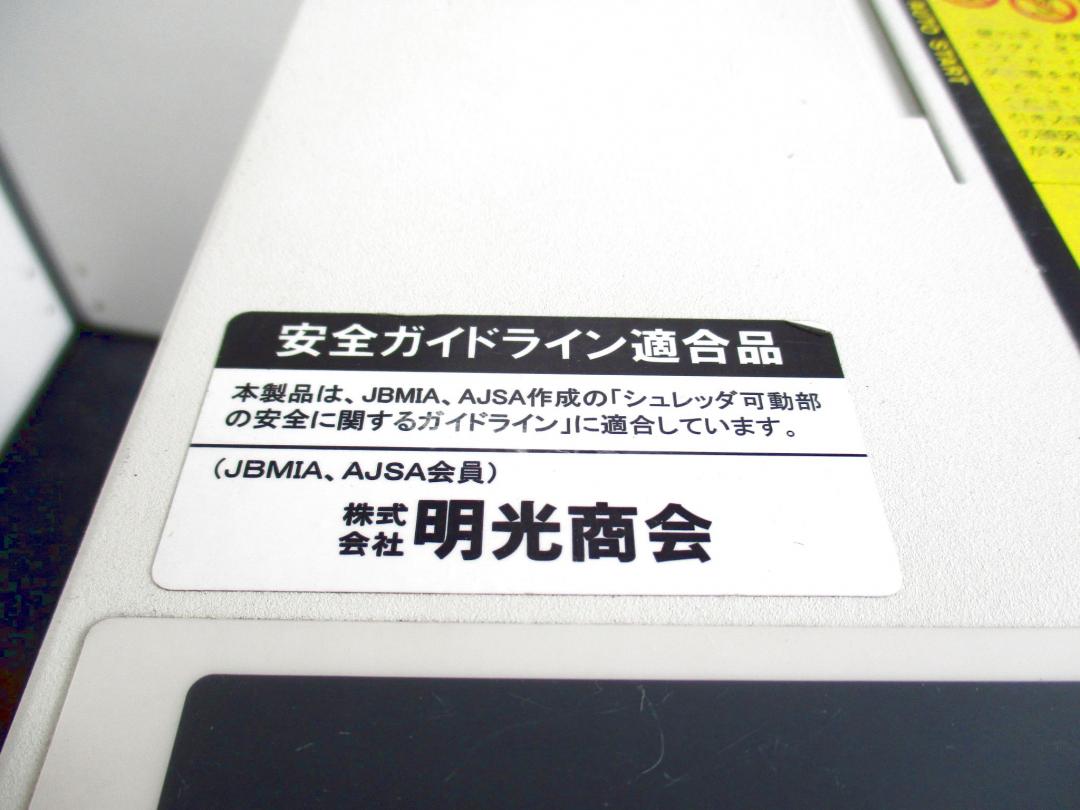 AUTO START
安全ガイドライン適合品
本製品は、JBMIA、AJSA作成の「シュレッダ可動部
の安全に関するガイドライン」に適合しています。
(JBMIA、AJSA会員)
株式
会社
明光商会